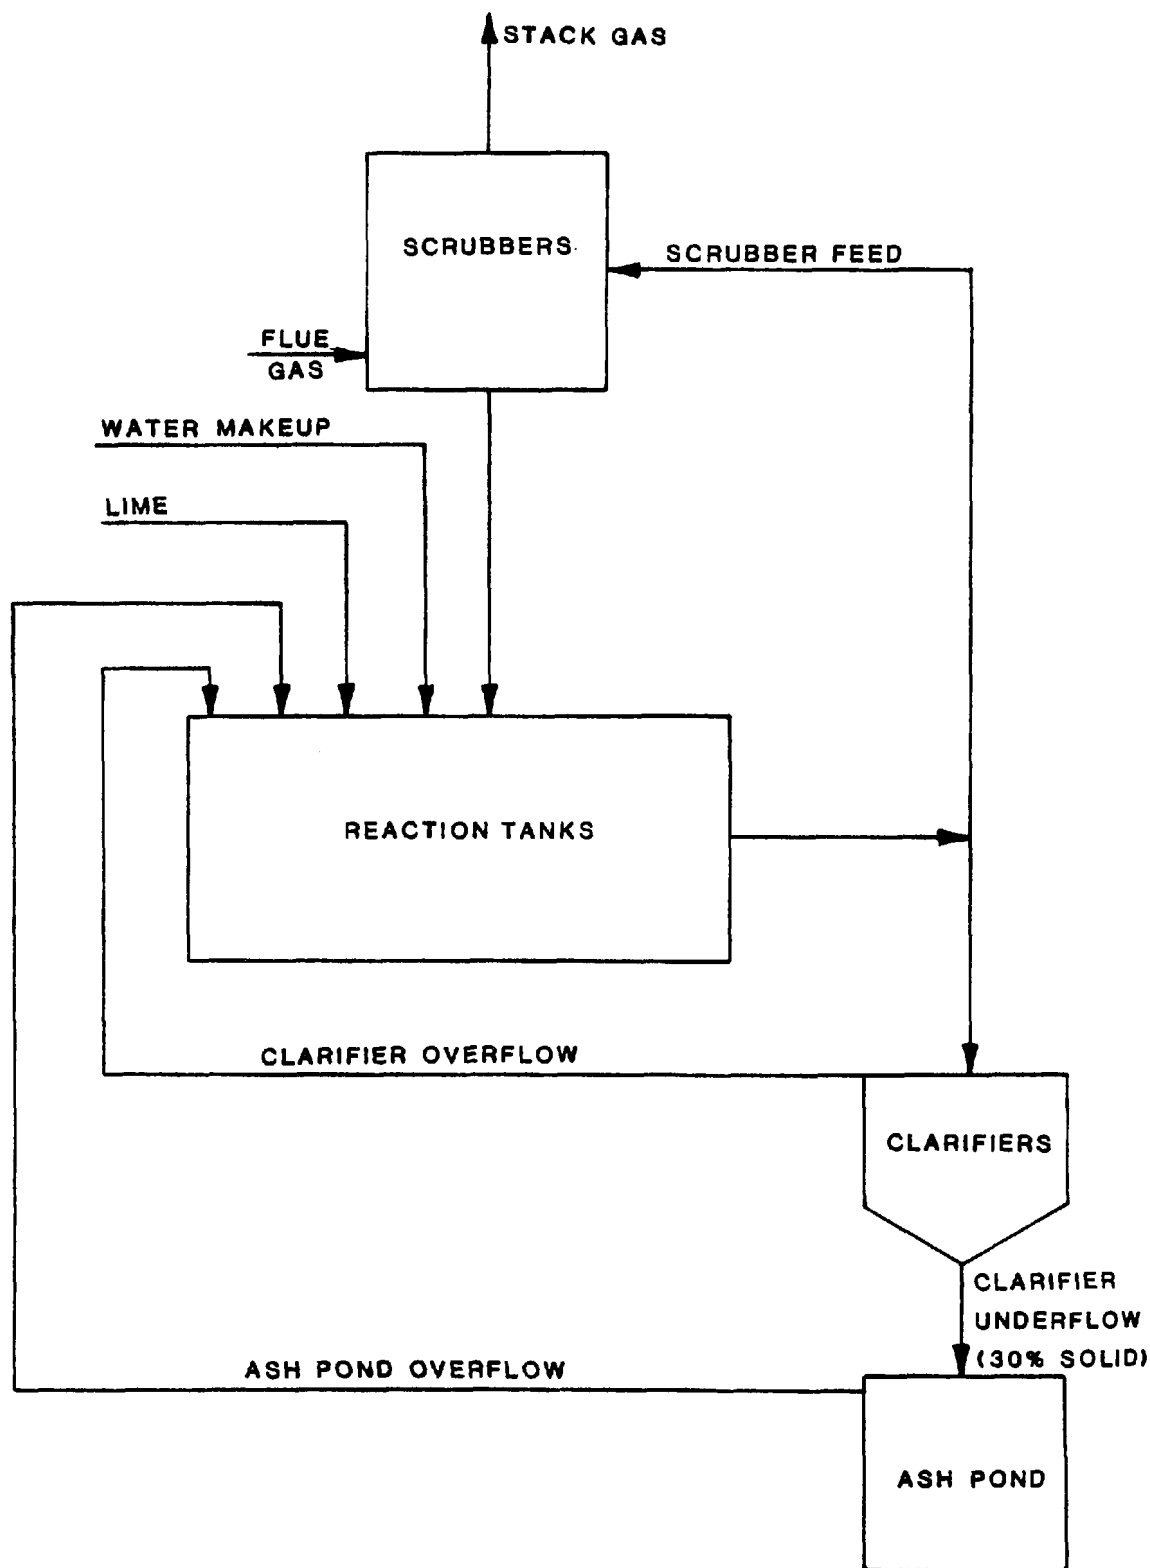 STACK GAS
SCRUBBERS
SCRUBBER FEED
FLUE
GAS
WATER MAKEUP
LIME
REACTION TANKS
CLARIFIER OVERFLOW
CLARIFIERS
CLARIFIER
UNDERFLOW
(30% SOLID)
ASH POND OVERFLOW
ASH POND